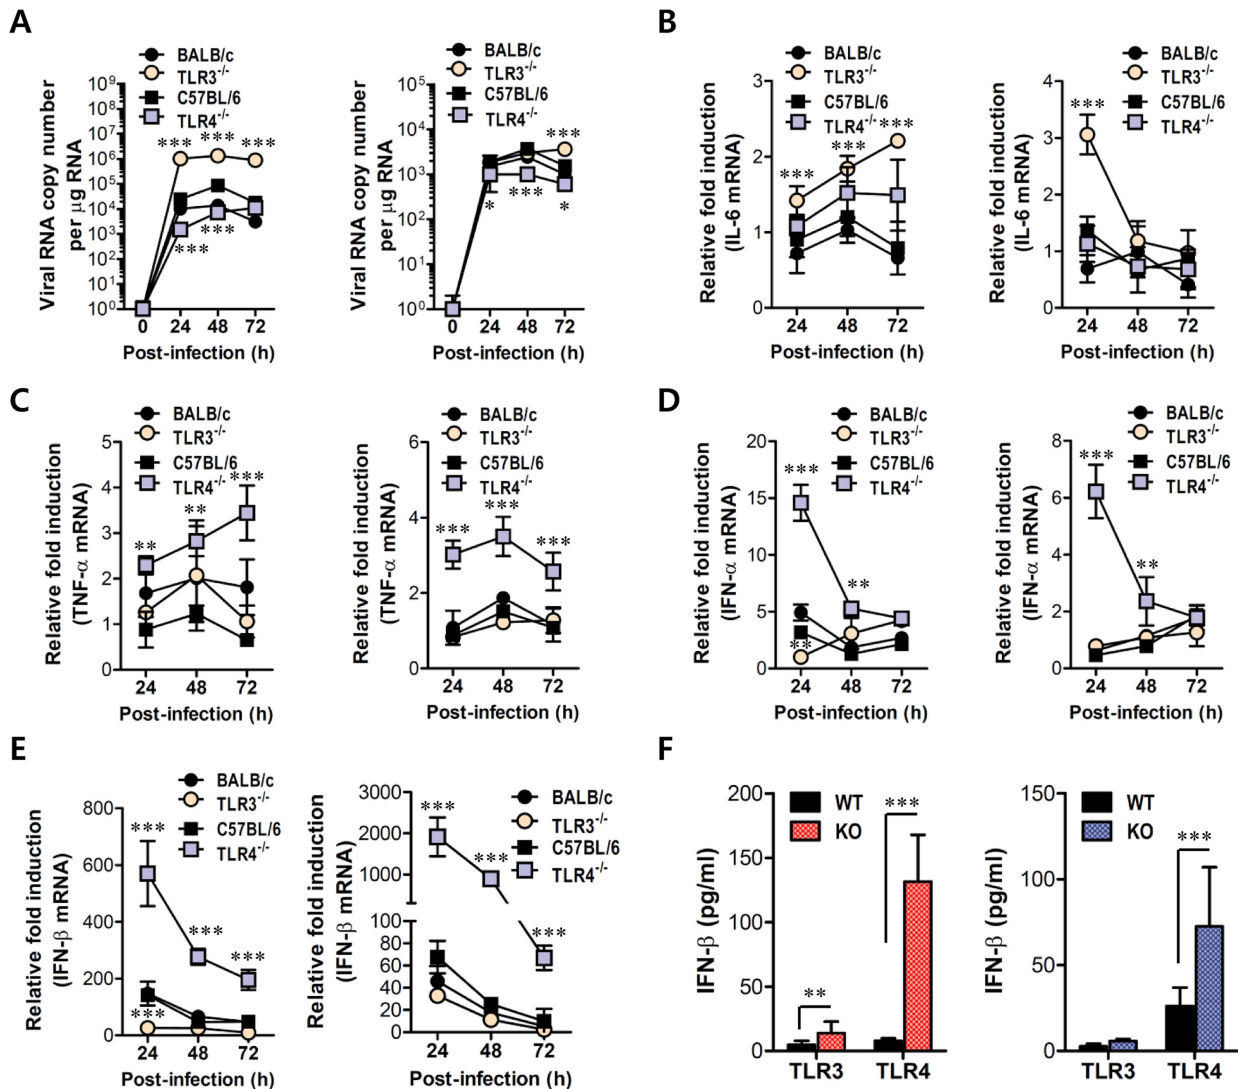 A
BALB/c
TLR3-/-
C57BL/6
TLR4-/-
Viral RNA copy number
per μg RNA
10⁹
10⁸
10⁷
10⁶
10⁵
10⁴
10³
10²
10¹
10⁰
*** *** ***
***
***
0 24 48 72
Post-infection (h)
BALB/c
TLR3-/-
C57BL/6
TLR4-/-
Viral RNA copy number
per μg RNA
10⁵
10⁴
10³
10²
10¹
10⁰
***
***
* *
0 24 48 72
Post-infection (h)
B
BALB/c
TLR3-/-
C57BL/6
TLR4-/-
Relative fold induction
(IL-6 mRNA)
3
2
1
0
*** *** ***
24 48 72
Post-infection (h)
BALB/c
TLR3-/-
C57BL/6
TLR4-/-
Relative fold induction
(IL-6 mRNA)
4
3
2
1
0
***
24 48 72
Post-infection (h)
C
BALB/c
TLR3-/-
C57BL/6
TLR4-/-
Relative fold induction
(TNF-α mRNA)
5
4
3
2
1
0
** ** ***
24 48 72
Post-infection (h)
BALB/c
TLR3-/-
C57BL/6
TLR4-/-
Relative fold induction
(TNF-α mRNA)
6
4
2
0
*** *** ***
24 48 72
Post-infection (h)
D
BALB/c
TLR3-/-
C57BL/6
TLR4-/-
Relative fold induction
(IFN-α mRNA)
20
15
10
5
0
***
**
**
24 48 72
Post-infection (h)
BALB/c
TLR3-/-
C57BL/6
TLR4-/-
Relative fold induction
(IFN-α mRNA)
8
6
4
2
0
***
**
24 48 72
Post-infection (h)
E
BALB/c
TLR3-/-
C57BL/6
TLR4-/-
Relative fold induction
(IFN-β mRNA)
800
600
400
200
0
***
***
***
***
24 48 72
Post-infection (h)
BALB/c
TLR3-/-
C57BL/6
TLR4-/-
Relative fold induction
(IFN-β mRNA)
3000
2000
1000
100
80
60
40
20
0
***
***
***
24 48 72
Post-infection (h)
F
WT
KO
IFN-β (pg/ml)
200
150
100
50
0
**
***
TLR3 TLR4
WT
KO
IFN-β (pg/ml)
150
100
50
0
***
TLR3 TLR4